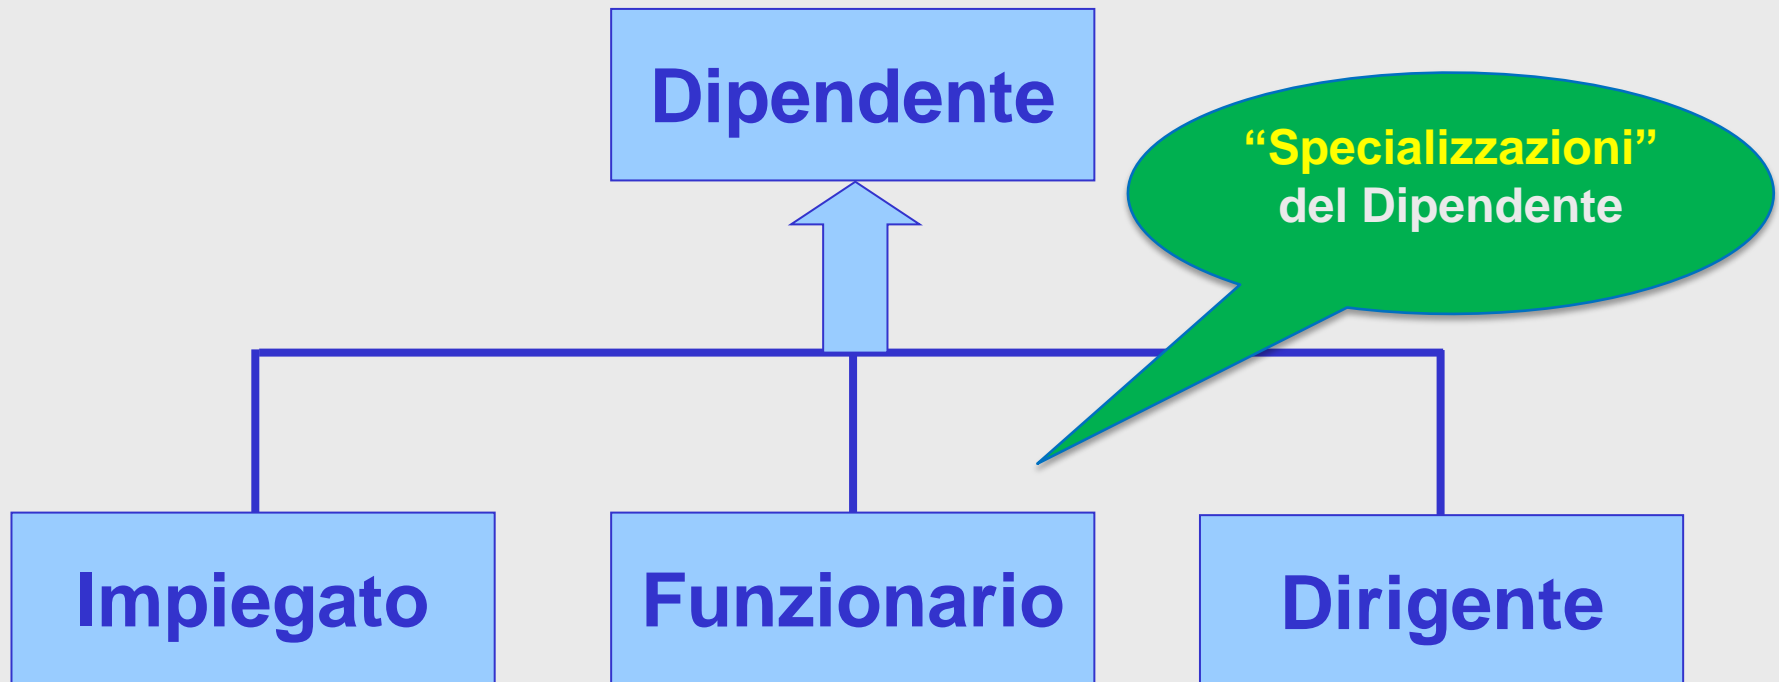 Dipendente
“Specializzazioni”
del Dipendente
Impiegato
Funzionario
Dirigente